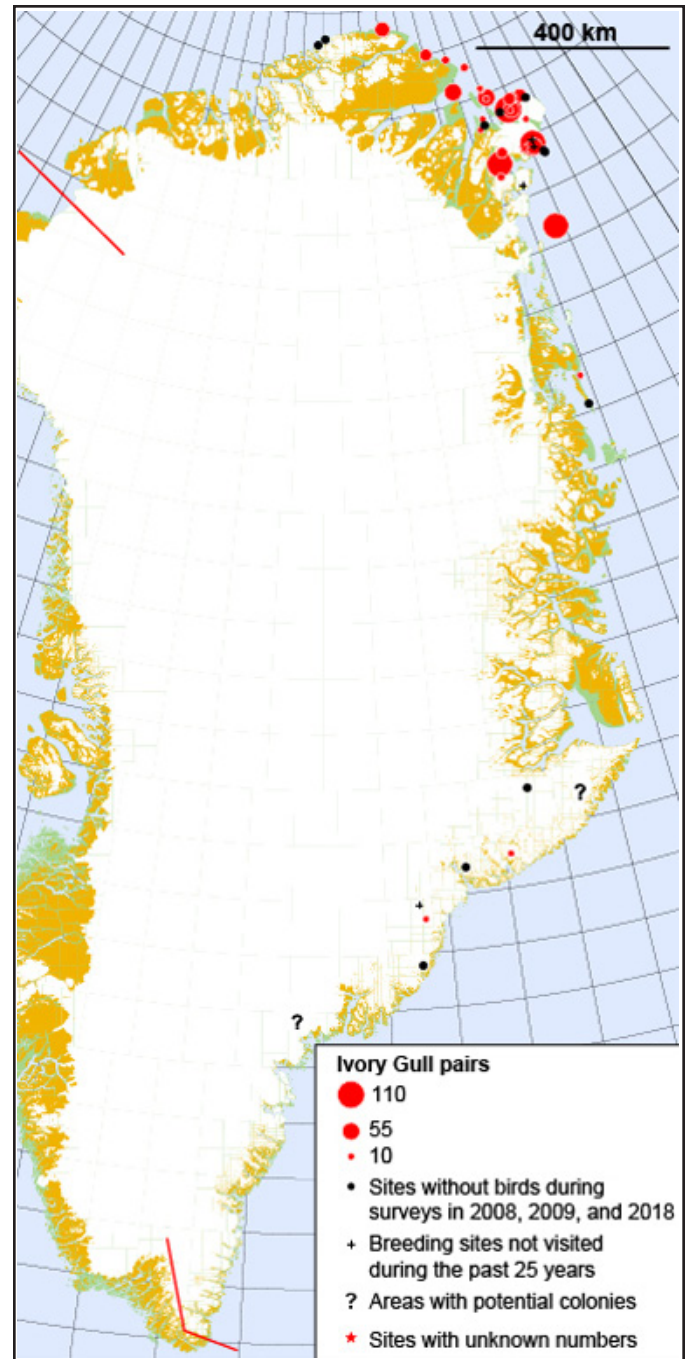 400 km
?
?
Ivory Gull pairs
110
55
10
Sites without birds during
surveys in 2008, 2009, and 2018
+ Breeding sites not visited
during the past 25 years
? Areas with potential colonies
Sites with unknown numbers